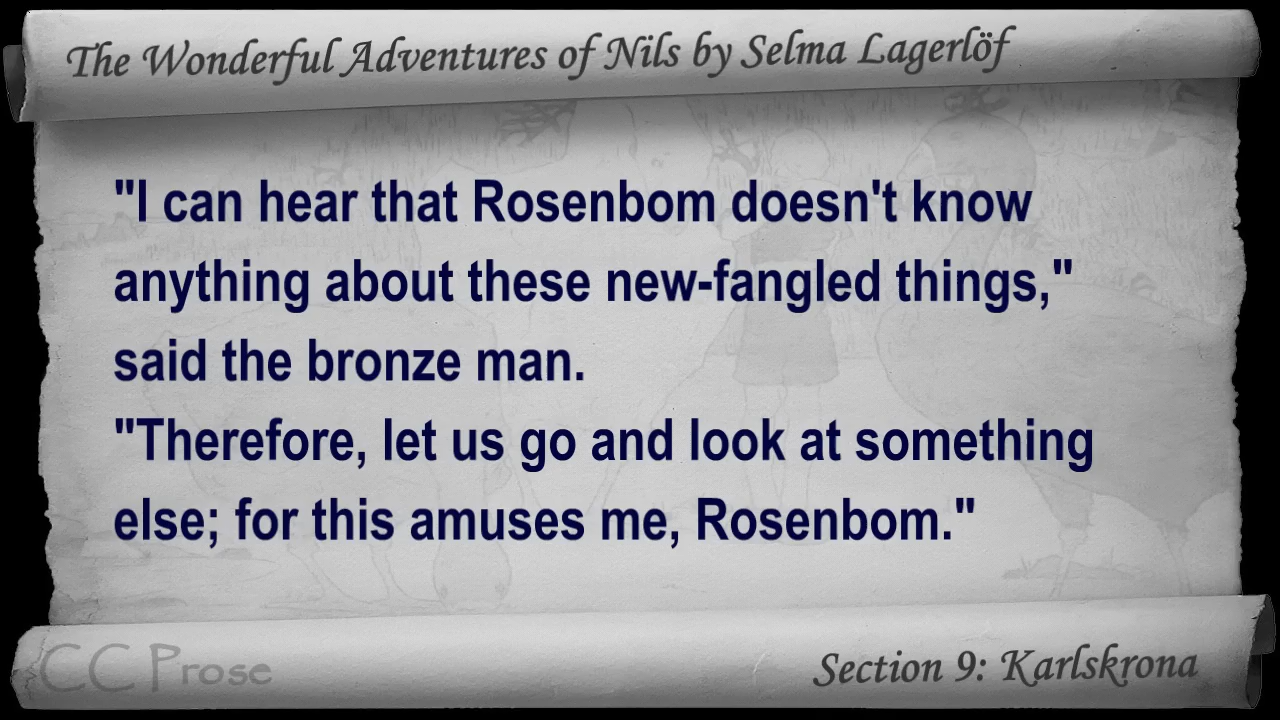 The Wonderful Adventures of Nils by Selma Lagerlöf
"I can hear that Rosenbom doesn't know
anything about these new-fangled things,"
said the bronze man.
"Therefore, let us go and look at something
else; for this amuses me, Rosenbom."
CC Prose
Section 9: Karlskrona